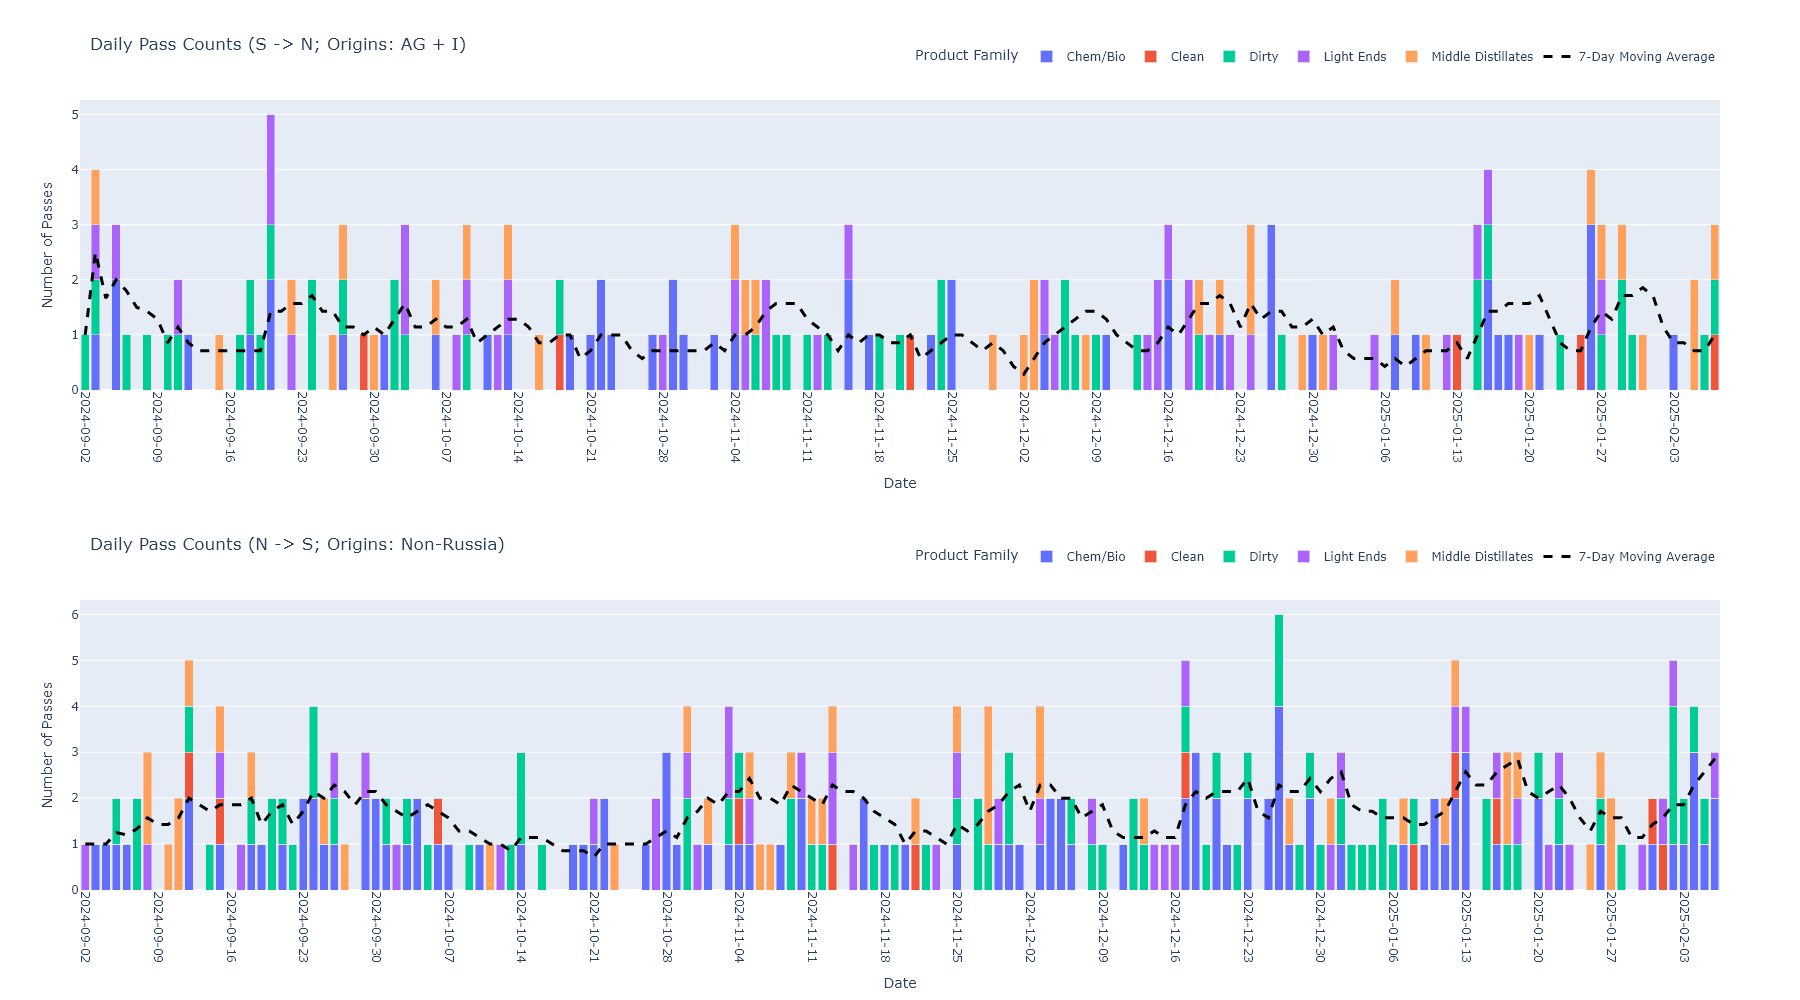 Daily Pass Counts (S -> N; Origins: AG + I)
Product Family Chem/Bio Clean Dirty Light Ends Middle Distillates 7-Day Moving Average
Number of Passes
5
4
3
2
1
0
2024-09-02 2024-09-09 2024-09-16 2024-09-23 2024-09-30 2024-10-07 2024-10-14 2024-10-21 2024-10-28 2024-11-04 2024-11-11 2024-11-18 2024-11-25 2024-12-02 2024-12-09 2024-12-16 2024-12-23 2024-12-30 2025-01-06 2025-01-13 2025-01-20 2025-01-27 2025-02-03
Date
Daily Pass Counts (N -> S; Origins: Non-Russia)
Product Family Chem/Bio Clean Dirty Light Ends Middle Distillates 7-Day Moving Average
Number of Passes
6
5
4
3
2
1
0
2024-09-02 2024-09-09 2024-09-16 2024-09-23 2024-09-30 2024-10-07 2024-10-14 2024-10-21 2024-10-28 2024-11-04 2024-11-11 2024-11-18 2024-11-25 2024-12-02 2024-12-09 2024-12-16 2024-12-23 2024-12-30 2025-01-06 2025-01-13 2025-01-20 2025-01-27 2025-02-03
Date